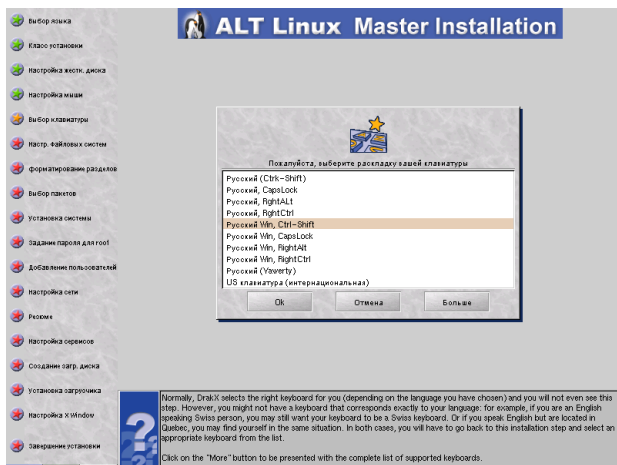 ALT Linux Master Installation
Выбор языка
Класс установки
Настройка жестк. диска
Настройка мыши
Выбор клавиатуры
Настр. файловых систем
форматирование разделов
Выбор пакетов
Установка системы
Задание пароля для root
Добавление пользователей
Настройка сети
Резюме
Настройка сервисов
Создание загр. диска
Установка загрузчика
Настройка X Window
Завершение установки
Пожалуйста, выберите раскладку вашей клавиатуры
Русский (Ctrk-Shift)
Русский, CapsLock
Русский, RghtALt
Русский, RghtCtrl
Русский Win, Ctrl-Shift
Русский Win, CapsLock
Русский Win, RightAlt
Русский Win, RightCtrl
Русский (Yawerty)
US клавиатура (интернациональная)
Ok
Отмена
Больше
Normally, DrakX selects the right keyboard for you (depending on the language you have chosen) and you will not even see this
step. However, you might not have a keyboard that corresponds exactly to your language: for example, if you are an English
speaking Swiss person, you may still want your keyboard to be a Swiss keyboard. Or if you speak English but are located in
Quebec, you may find yourself in the same situation. In both cases, you will have to go back to this installation step and select an
appropriate keyboard from the list.
Click on the "More" button to be presented with the complete list of supported keyboards.